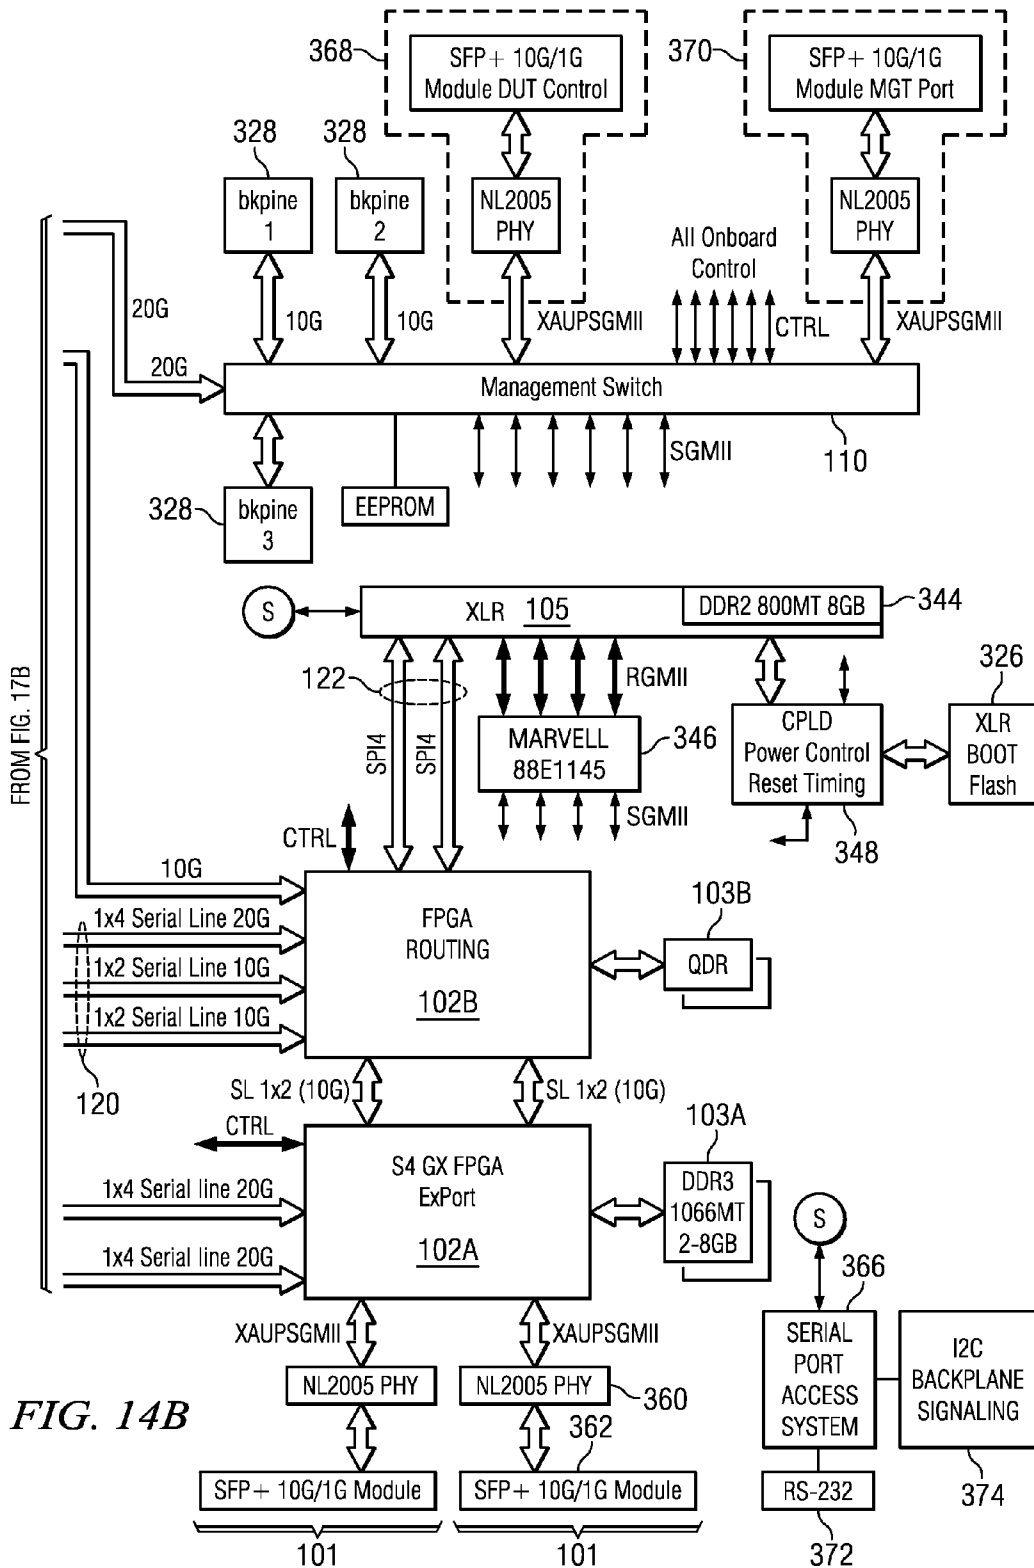 368
SFP+ 10G/1G
Module DUT Control
370
SFP+ 10G/1G
Module MGT Port
328
328
bkpine
1
bkpine
2
NL2005
PHY
NL2005
PHY
All Onboard
Control
20G
10G
10G
XAUPSGMII
CTRL
XAUPSGMII
20G
Management Switch
110
SGMII
328
bkpine
3
EEPROM
FROM FIG. 17B
S
XLR 105
DDR2 800MT 8GB
344
122
SPI4
SPI4
RGMII
MARVELL
88E1145
346
SGMII
CPLD
Power Control
Reset Timing
348
326
XLR
BOOT
Flash
CTRL
10G
1x4 Serial Line 20G
1x2 Serial Line 10G
1x2 Serial Line 10G
120
FPGA
ROUTING
102B
103B
QDR
SL 1x2 (10G)
SL 1x2 (10G)
CTRL
1x4 Serial line 20G
1x4 Serial line 20G
S4 GX FPGA
ExPort
102A
103A
DDR3
1066MT
2-8GB
S
366
SERIAL
PORT
ACCESS
SYSTEM
I2C
BACKPLANE
SIGNALING
374
RS-232
372
XAUPSGMII
XAUPSGMII
NL2005 PHY
NL2005 PHY
360
362
SFP+ 10G/1G Module
SFP+ 10G/1G Module
101
101
FIG. 14B